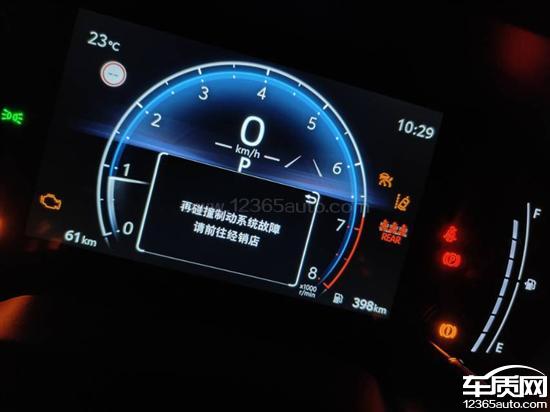 23℃
10:29
0
km/h
P
0
1
2
3
4
5
6
7
8
x1000
r/min
再碰撞制动系统故障
请前往经销店
REAR
61km
398km
F
E
www.12365auto.com
车质网
12365auto.com